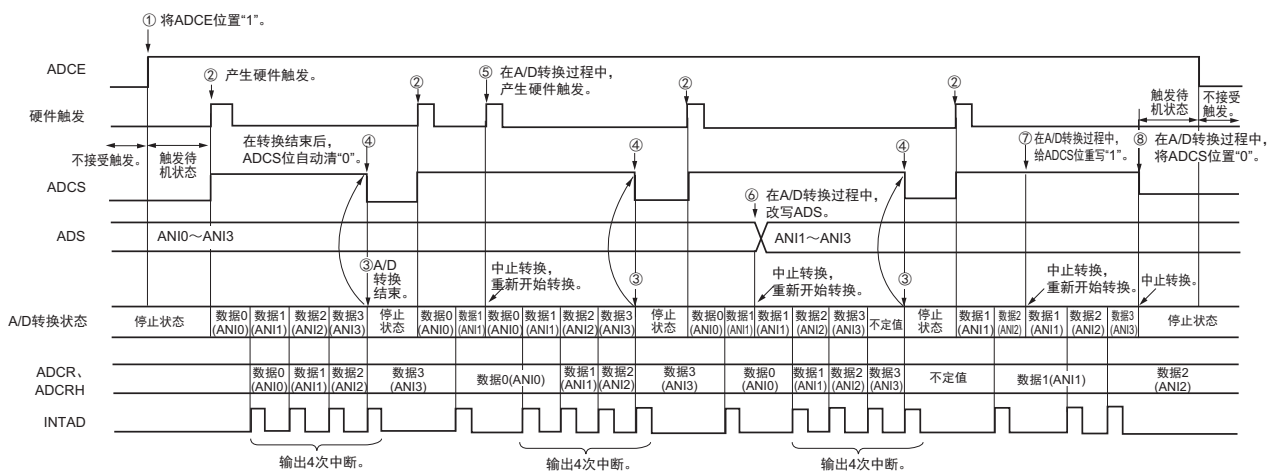 ① 将ADCE位置“1”。
ADCE
② 产生硬件触发。
②
⑤ 在A/D转换过程中，
产生硬件触发。
②
②
触发待
机状态
不接受
触发。
硬件触发
不接受触发。
触发待
机状态
在转换结束后，
ADCS位自动清“0”。
④
④
④
⑦ 在A/D转换过程中，
给ADCS位重写“1”。
⑧ 在A/D转换过程中，
将ADCS位置“0”。
ADCS
⑥ 在A/D转换过程中，
改写ADS。
ADS
ANI0～ANI3
ANI1～ANI3
③A/D
转换
结束。
中止转换，
重新开始转换。
③
中止转换，
重新开始转换。
③
中止转换，
重新开始转换。
中止转换。
A/D转换状态
停止状态
数据0
(ANI0)
数据1
(ANI1)
数据2
(ANI2)
数据3
(ANI3)
停止
状态
数据0
(ANI0)
数据1
(ANI1)
数据0
(ANI0)
数据1
(ANI1)
数据2
(ANI2)
数据3
(ANI3)
停止
状态
数据0
(ANI0)
数据1
(ANI1)
数据1
(ANI1)
数据2
(ANI2)
数据3
(ANI3)
不定值
停止
状态
数据1
(ANI1)
数据2
(ANI2)
数据1
(ANI1)
数据2
(ANI2)
数据3
(ANI3)
停止状态
ADCR、
ADCRH
数据0
(ANI0)
数据1
(ANI1)
数据2
(ANI2)
数据3
(ANI3)
数据0(ANI0)
数据1
(ANI1)
数据2
(ANI2)
数据3
(ANI3)
数据0
(ANI0)
数据1
(ANI1)
数据2
(ANI2)
数据3
(ANI3)
不定值
数据1(ANI1)
数据2
(ANI2)
INTAD
输出4次中断。
输出4次中断。
输出4次中断。